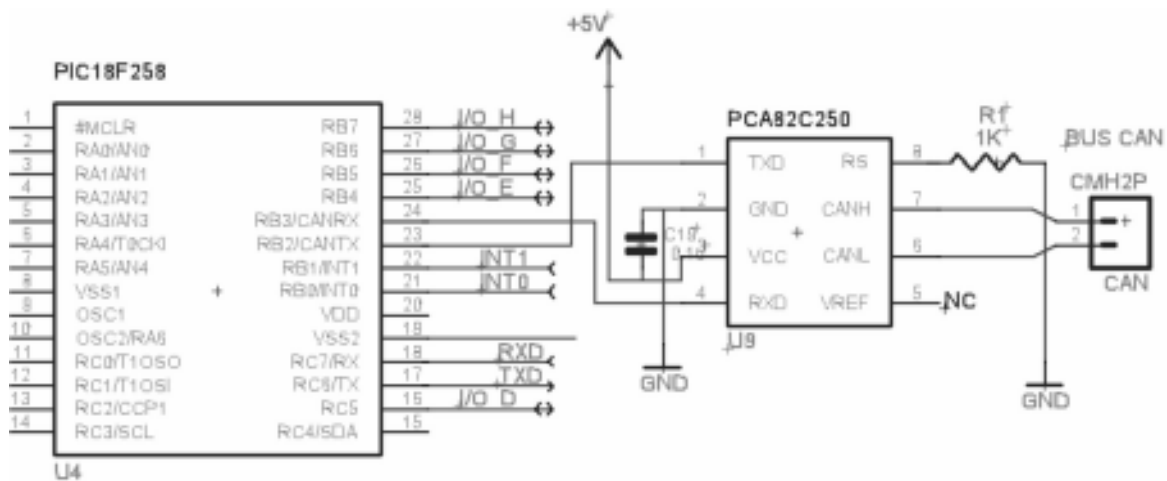 +5V
PIC18F258
1 #MCLR RB7 28 I/O_H
2 RA0/AN0 RB6 27 I/O_G
3 RA1/AN1 RB5 26 I/O_F
4 RA2/AN2 RB4 25 I/O_E
5 RA3/AN3 RB3/CANRX 24
6 RA4/T0CKI RB2/CANTX 23
7 RA5/AN4 RB1/INT1 22 INT1
8 VSS1 RB0/INT0 21 INT0
9 OSC1 VDD 20
10 OSC2/RA6 VSS2 19
11 RC0/T1OSO RC7/RX 18 RXD
12 RC1/T1OSI RC6/TX 17 TXD
13 RC2/CCP1 RC5 16 I/O_D
14 RC3/SCL RC4/SDA 15
U4
PCA82C250
1 TXD RS 8
2 GND CANH 7
3 VCC CANL 6
4 RXD VREF 5 NC
U9
GND
1K
BUS CAN
CMH2P
1
2
CAN
GND